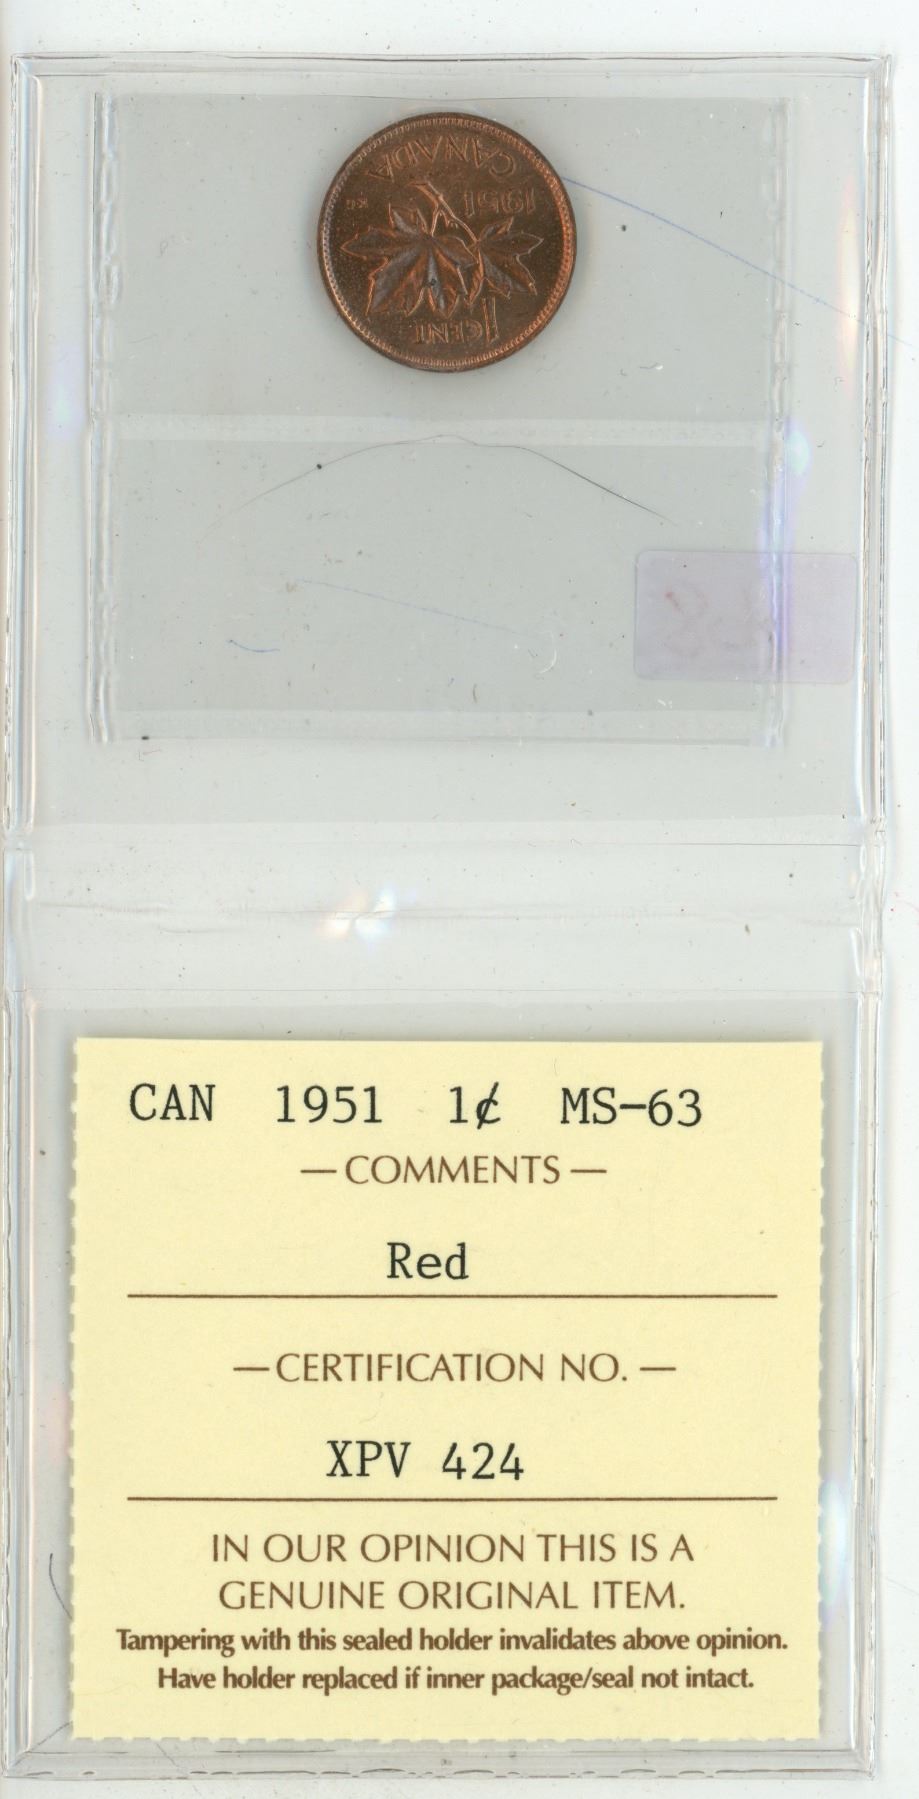 CANADA
1951
KG
1
CENT
CAN 1951 1¢ MS-63
— COMMENTS —
Red
— CERTIFICATION NO. —
XPV 424
IN OUR OPINION THIS IS A
GENUINE ORIGINAL ITEM.
Tampering with this sealed holder invalidates above opinion.
Have holder replaced if inner package/seal not intact.